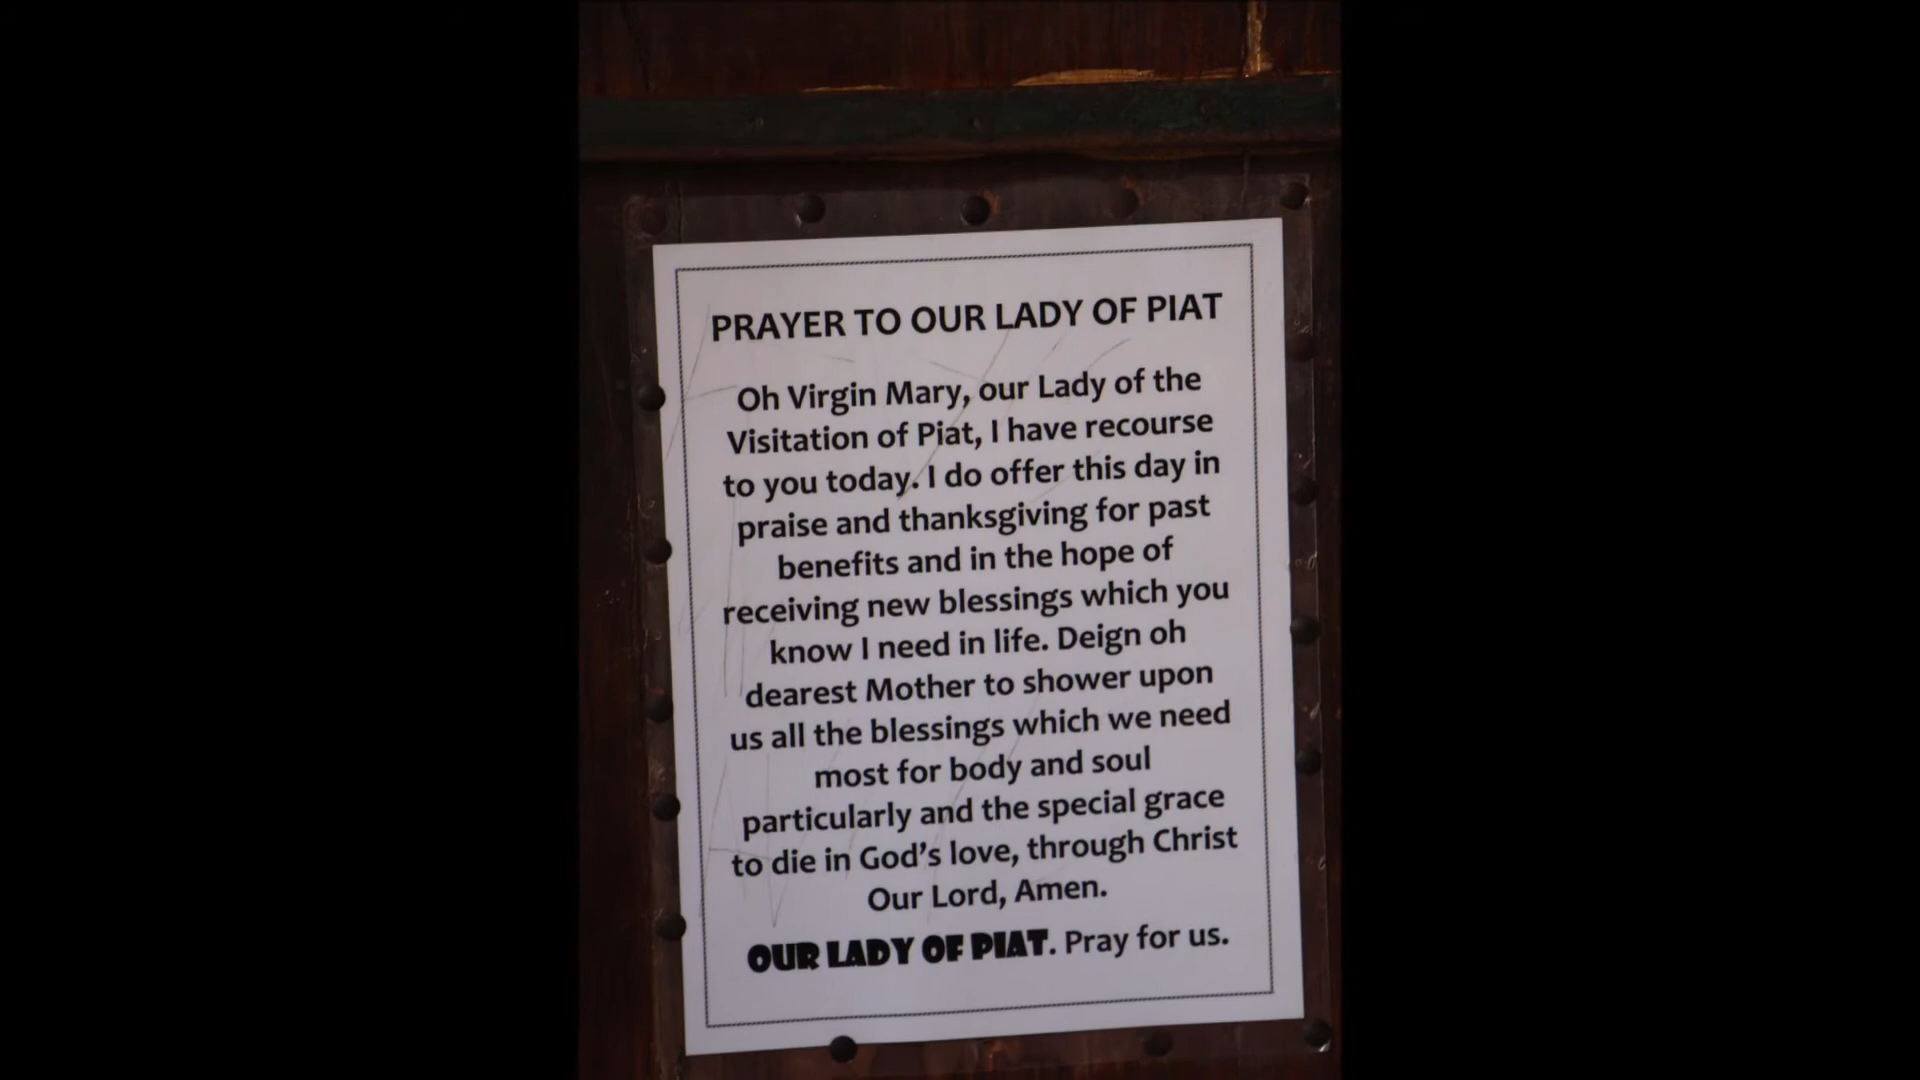 PRAYER TO OUR LADY OF PIAT
Oh Virgin Mary, our Lady of the
Visitation of Piat, I have recourse
to you today. I do offer this day in
praise and thanksgiving for past
benefits and in the hope of
receiving new blessings which you
know I need in life. Deign oh
dearest Mother to shower upon
us all the blessings which we need
most for body and soul
particularly and the special grace
to die in God's love, through Christ
Our Lord, Amen.
OUR LADY OF PIAT. Pray for us.